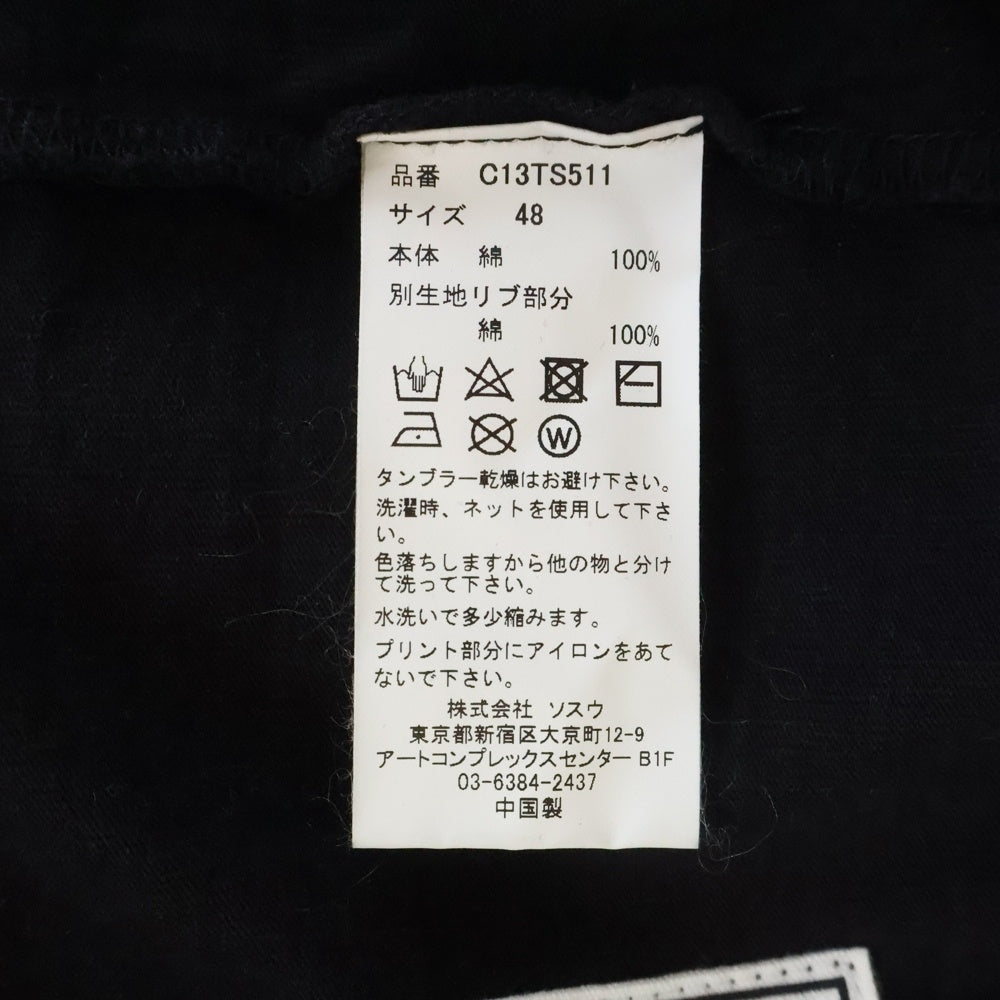 品番 C13TS511
サイズ 48
本体 綿 100%
別生地リブ部分
綿 100%
W
タンブラー乾燥はお避け下さい。
洗濯時、ネットを使用して下さ
い。
色落ちしますから他の物と分け
て洗って下さい。
水洗いで多少縮みます。
プリント部分にアイロンをあて
ないで下さい。
株式会社 ソスウ
東京都新宿区大京町12-9
アートコンプレックスセンター B1F
03-6384-2437
中国製